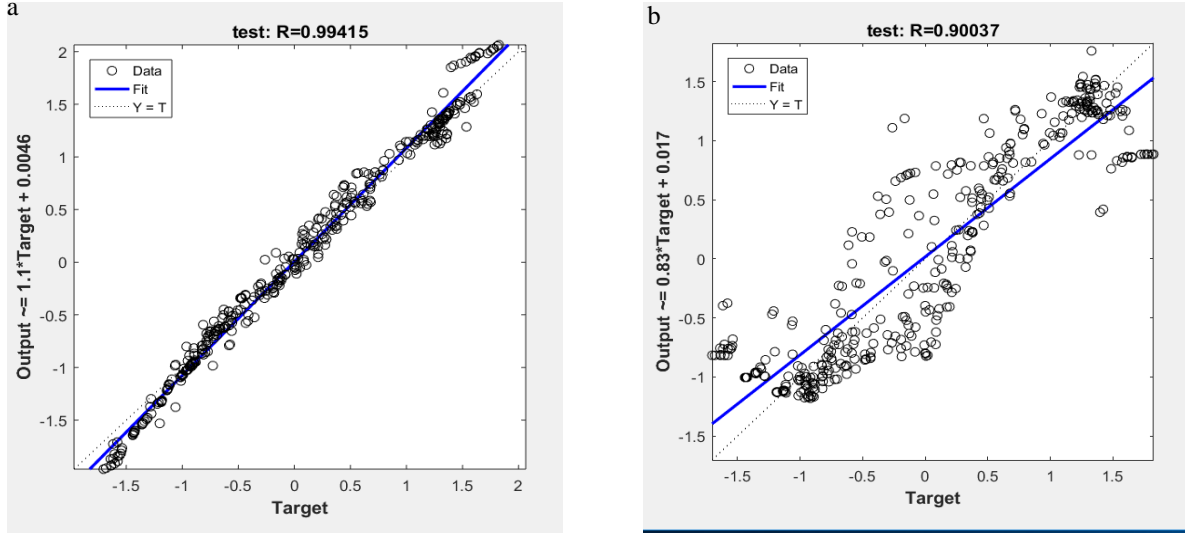 a
test: R=0.99415
2
1.5
1
0.5
0
-0.5
-1
-1.5
Data
Fit
Y = T
Output ~= 1.1*Target + 0.0046
-1.5 -1 -0.5 0 0.5 1 1.5 2
Target
b
test: R=0.90037
1.5
1
0.5
0
-0.5
-1
-1.5
Data
Fit
Y = T
Output ~= 0.83*Target + 0.017
-1.5 -1 -0.5 0 0.5 1 1.5
Target